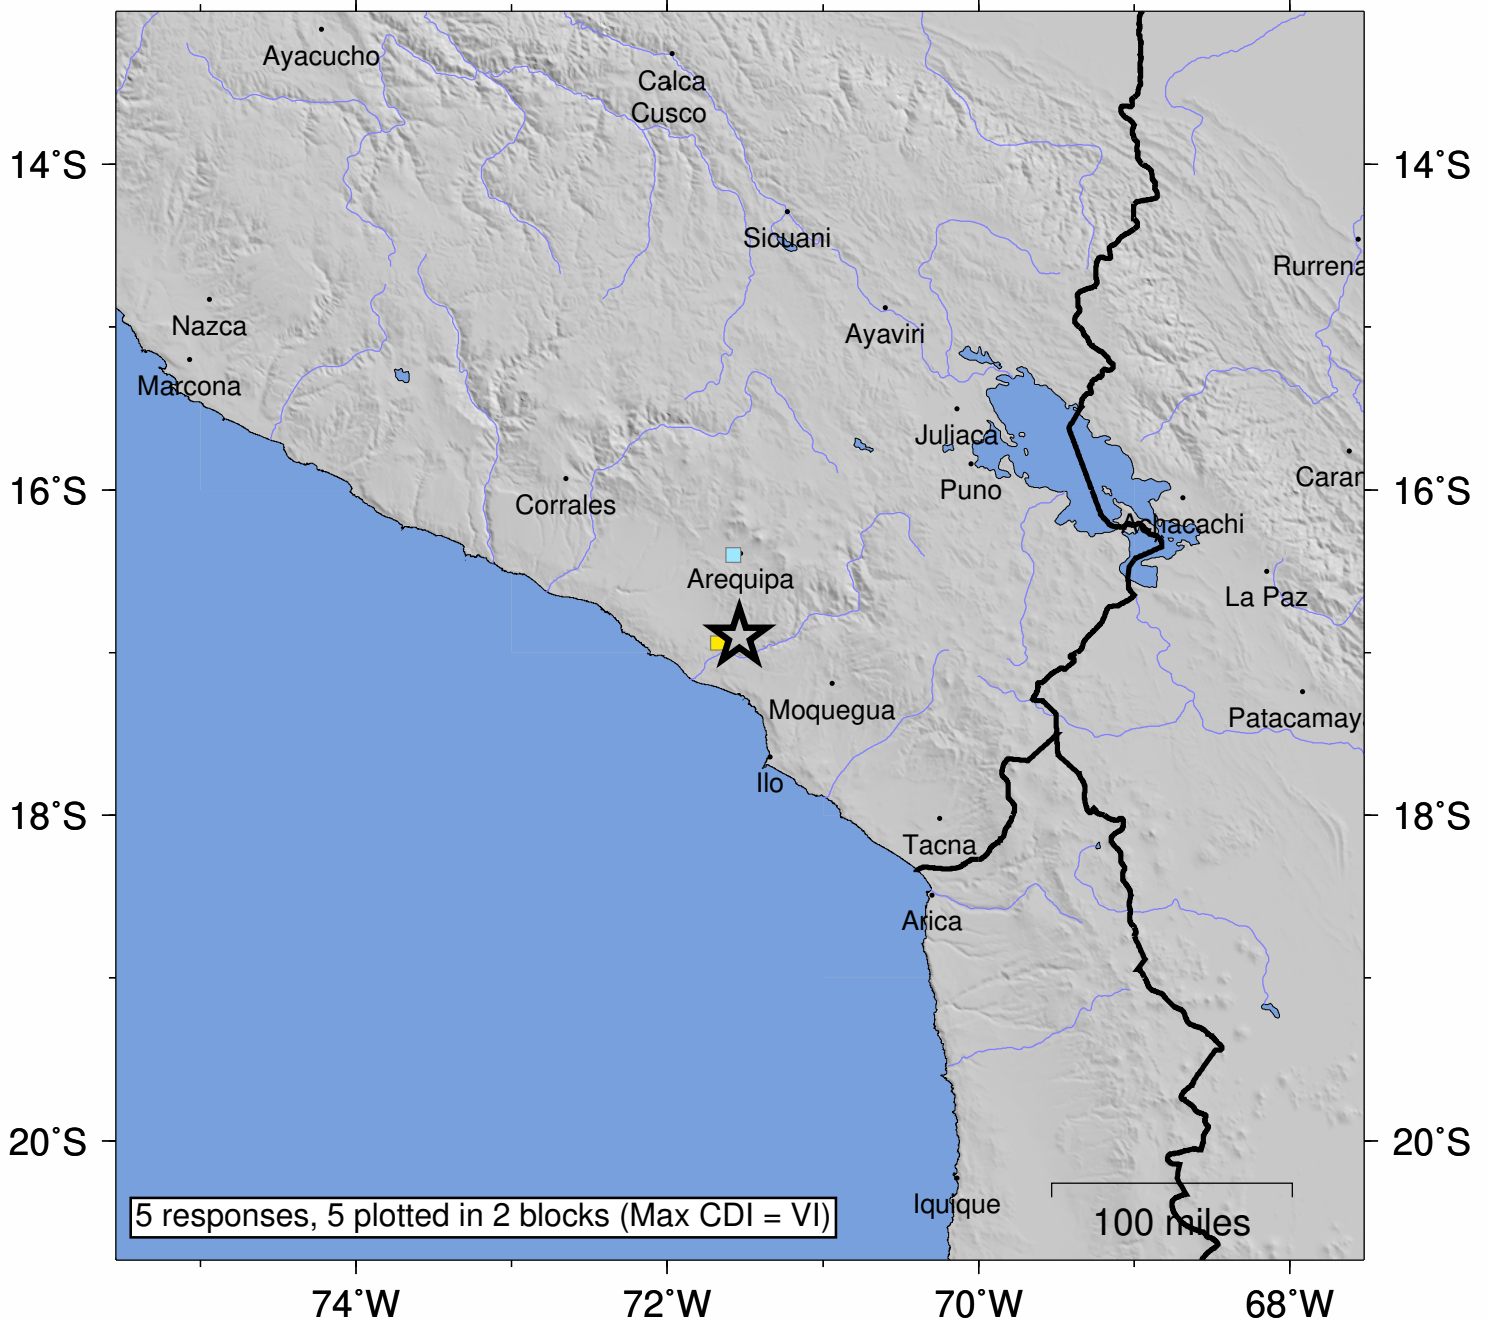 Ayacucho
Calca
Cusco
14°S
14°S
Sicuani
Rurrena
Nazca
Ayaviri
Marcona
Juliaca
Caran
16°S
Corrales
Puno
16°S
Achacachi
Arequipa
La Paz
Moquegua
Patacamay
Ilo
18°S
18°S
Tacna
Arica
20°S
20°S
Iquique
5 responses, 5 plotted in 2 blocks (Max CDI = VI)
100 miles
74°W
72°W
70°W
68°W